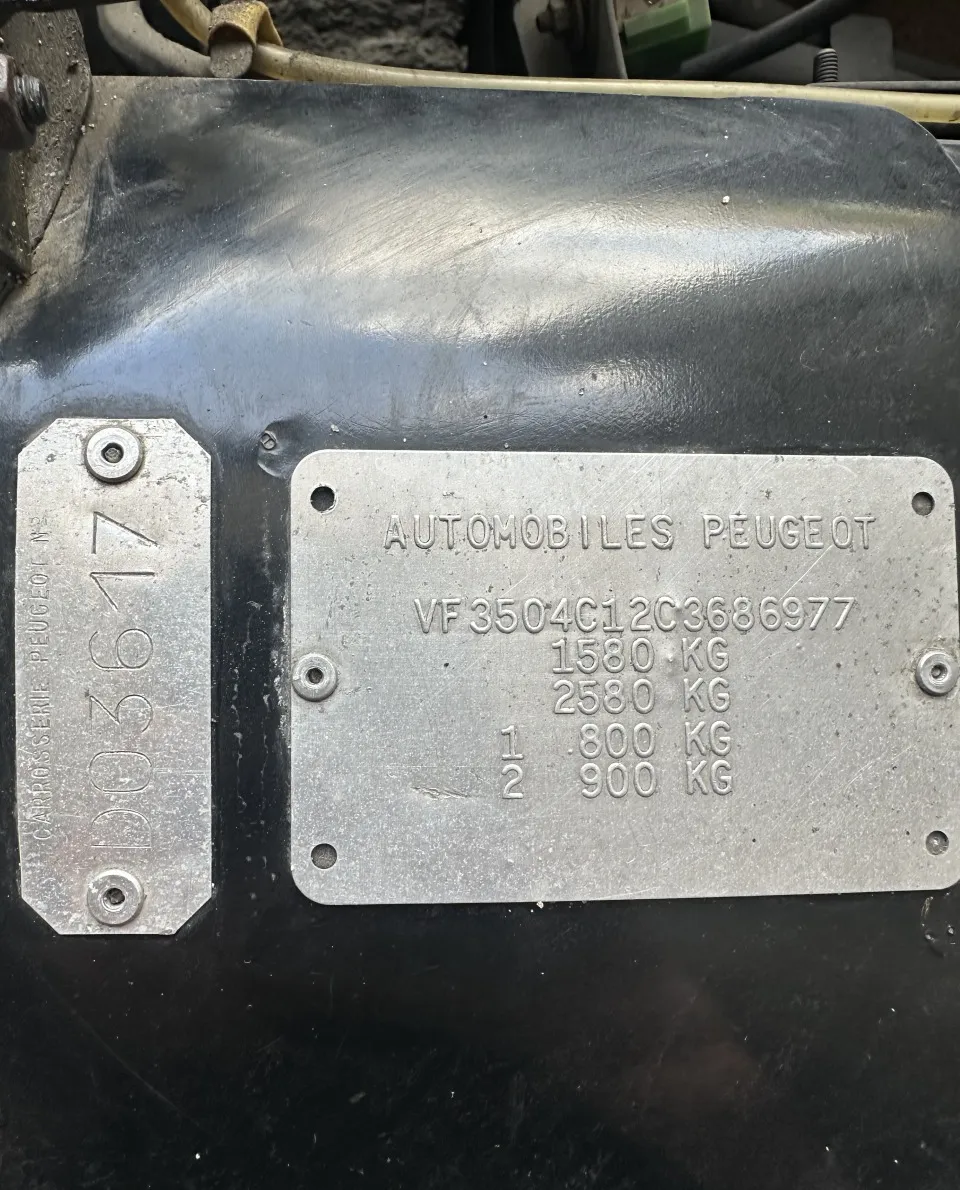 CARROSSERIE PEUGEOT Nº
D03617
AUTOMOBILES PEUGEOT
VF3504C12C3686977
1580 KG
2580 KG
1 800 KG
2 900 KG